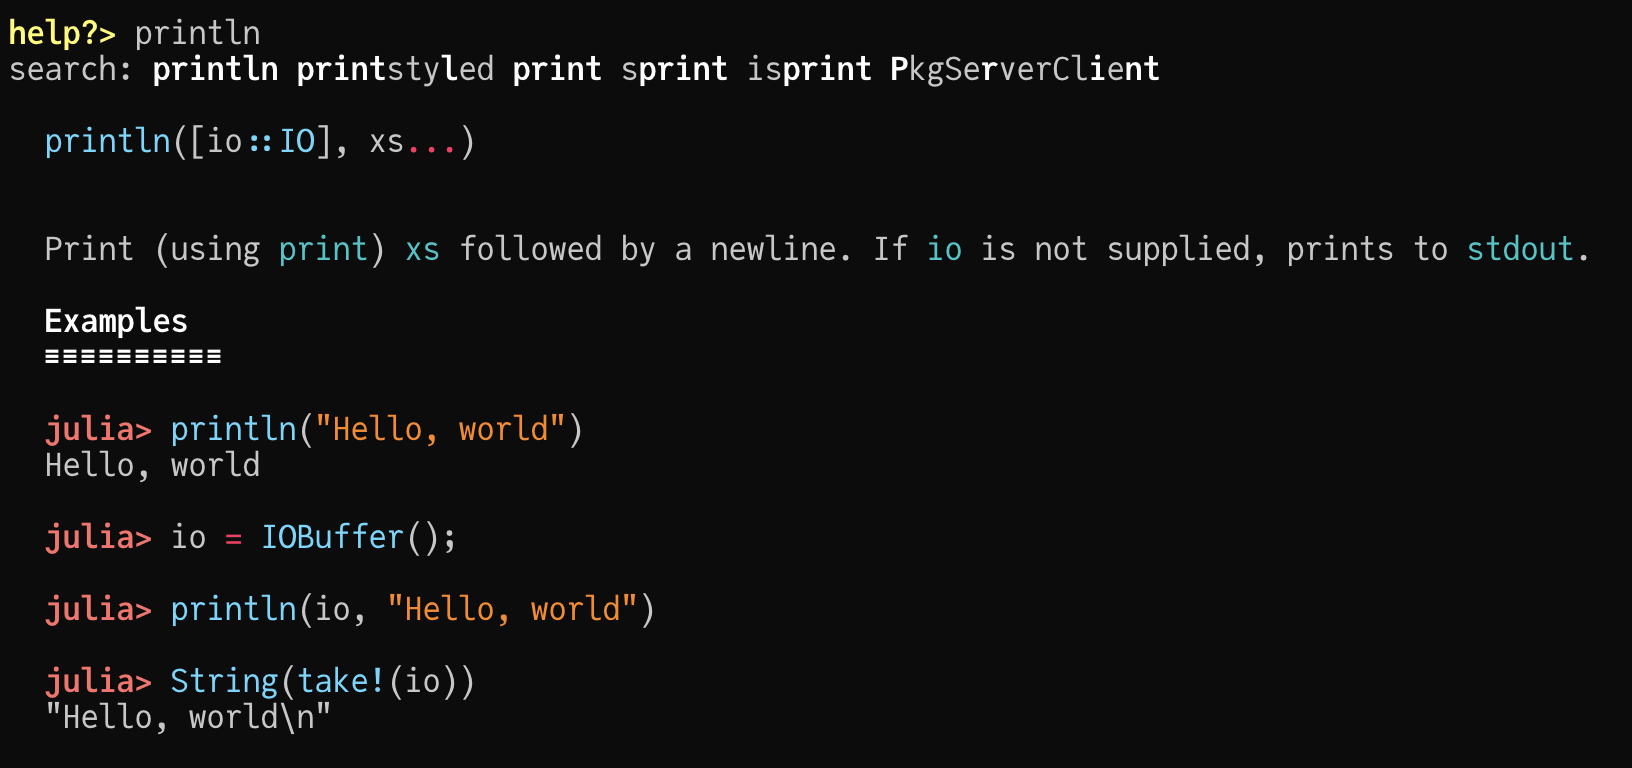 help?> println
search: println printstyled print sprint isprint PkgServerClient
println([io::IO], xs...)
Print (using print) xs followed by a newline. If io is not supplied, prints to stdout.
Examples
≡≡≡≡≡≡≡≡≡≡
julia> println("Hello, world")
Hello, world
julia> io = IOBuffer();
julia> println(io, "Hello, world")
julia> String(take!(io))
"Hello, world\n"